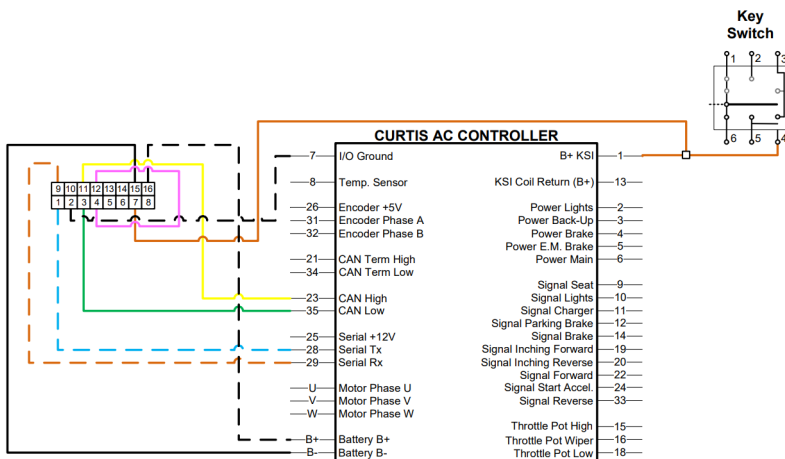 Key
Switch
1 2 3
6 5 4
CURTIS AC CONTROLLER
9 10 11 12 13 14 15 16
1 2 3 4 5 6 7 8
7 I/O Ground
8 Temp. Sensor
26 Encoder +5V
31 Encoder Phase A
32 Encoder Phase B
21 CAN Term High
34 CAN Term Low
23 CAN High
35 CAN Low
25 Serial +12V
28 Serial Tx
29 Serial Rx
U Motor Phase U
V Motor Phase V
W Motor Phase W
B+ Battery B+
B- Battery B-
B+ KSI 1
KSI Coil Return (B+) 13
Power Lights 2
Power Back-Up 3
Power Brake 4
Power E.M. Brake 5
Power Main 6
Signal Seat 9
Signal Lights 10
Signal Charger 11
Signal Parking Brake 12
Signal Brake 14
Signal Inching Forward 19
Signal Inching Reverse 20
Signal Forward 22
Signal Start Accel. 24
Signal Reverse 33
Throttle Pot High 15
Throttle Pot Wiper 16
Throttle Pot Low 18